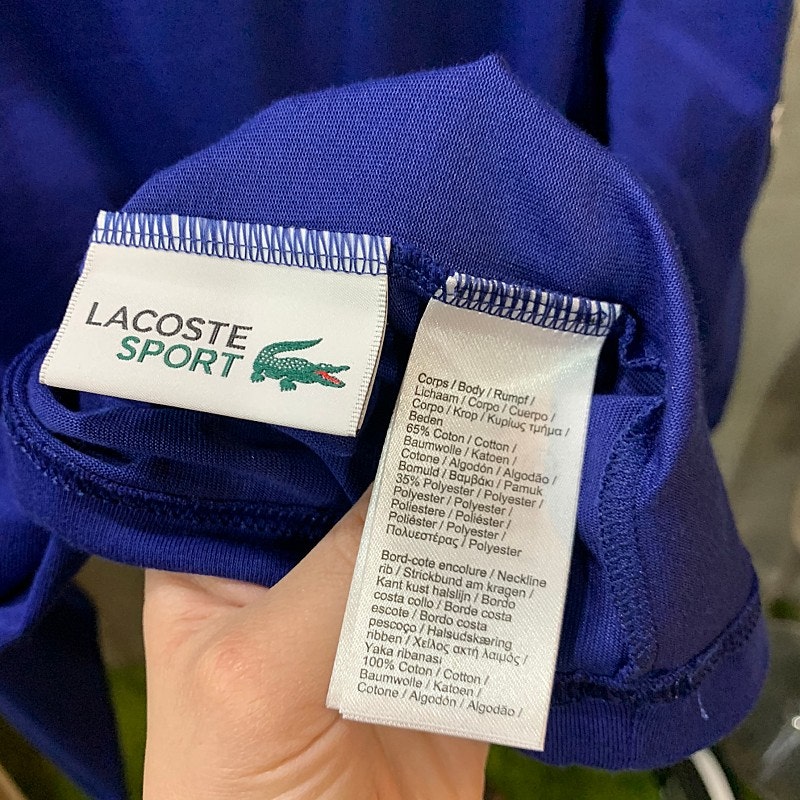 LACOSTE
SPORT
Corps / Body / Rumpf /
Lichaam / Corpo / Cuerpo /
Corpo / Krop / Κυρίως τμήμα /
Beden
65% Coton / Cotton /
Baumwolle / Katoen /
Cotone / Algodón / Algodão /
Bomuld / Βαμβάκι / Pamuk
35% Polyester / Polyester /
Polyester / Polyester /
Poliestere / Poliéster /
Poliéster / Polyester /
Πολυεστέρας / Polyester
Bord-cote encolure / Neckline
rib / Strickbund am kragen /
Kant kust halslijn / Bordo
costa collo / Borde costa
escote / Bordo com
pescoço / Halsudskæring
ribben / Χείλος ακτή λαιμός /
Yaka ribanası
100% Coton / Cotton /
Baumwolle / Katoen /
Cotone / Algodón / Algodão /